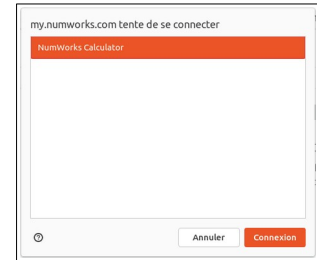 my.numworks.com tente de se connecter
NumWorks Calculator
Annuler
Connexion